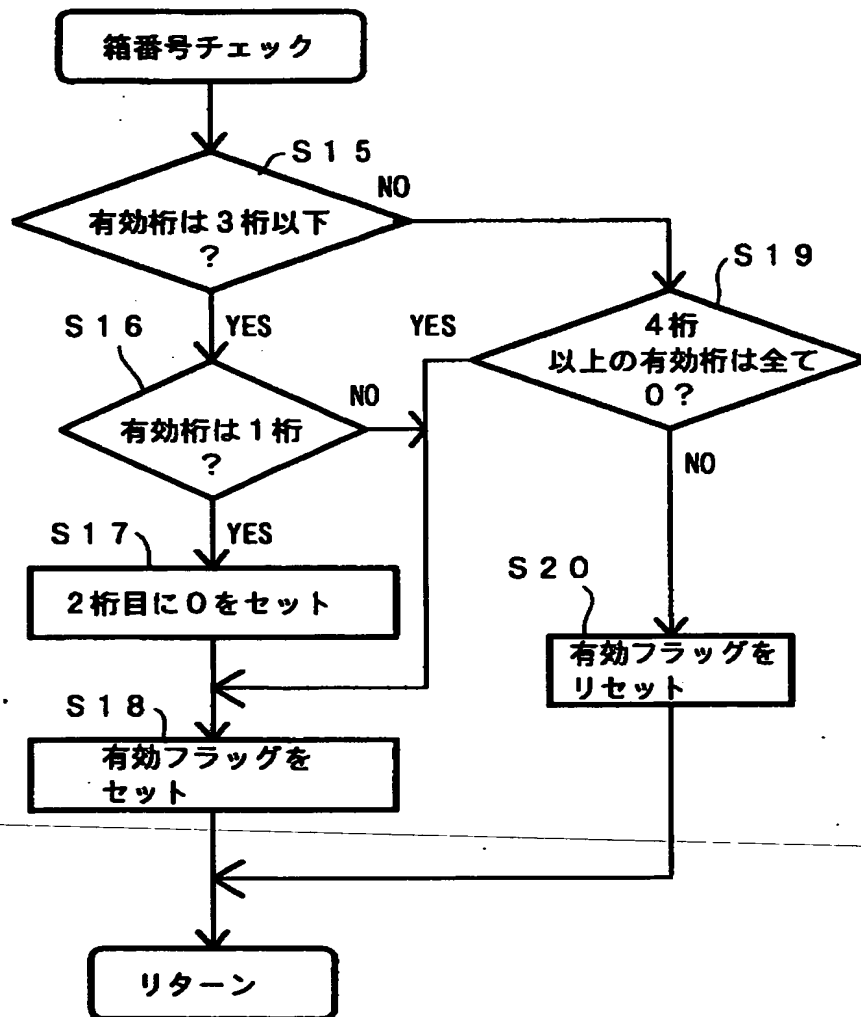 箱番号チェック
S15
有効桁は3桁以下
?
NO
YES
S19
4桁
以上の有効桁は全て
0?
YES
NO
S16
有効桁は1桁
?
NO
YES
S17
2桁目に0をセット
S18
有効フラッグを
セット
S20
有効フラッグを
リセット
リターン